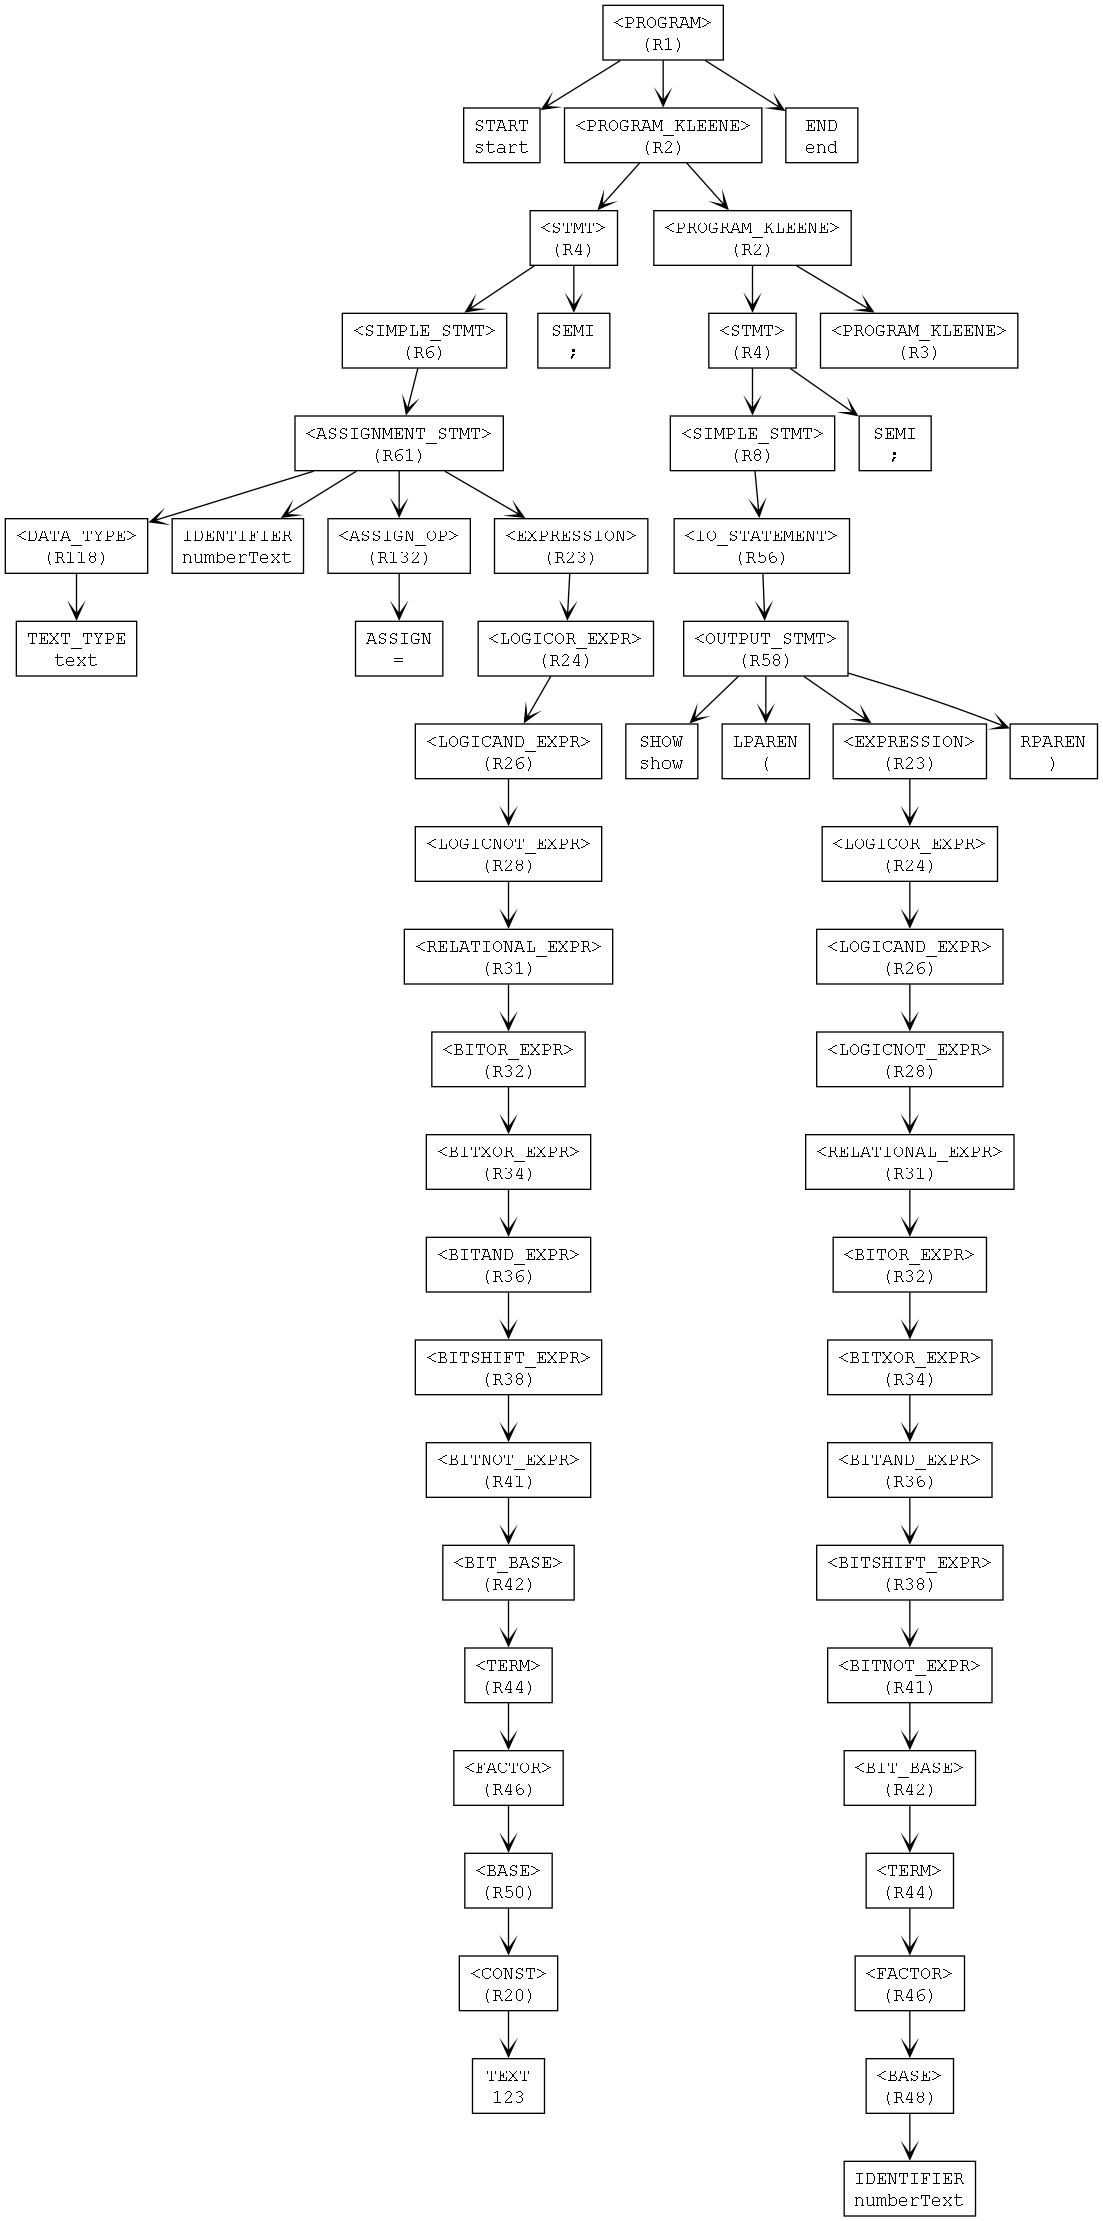 <PROGRAM>
(R1)
START
start
<PROGRAM_KLEENE>
(R2)
END
end
<STMT>
(R4)
<PROGRAM_KLEENE>
(R2)
<SIMPLE_STMT>
(R6)
SEMI
;
<STMT>
(R4)
<PROGRAM_KLEENE>
(R3)
<ASSIGNMENT_STMT>
(R61)
<SIMPLE_STMT>
(R8)
SEMI
;
<DATA_TYPE>
(R118)
IDENTIFIER
numberText
<ASSIGN_OP>
(R132)
<EXPRESSION>
(R23)
<IO_STATEMENT>
(R56)
TEXT_TYPE
text
ASSIGN
=
<LOGICOR_EXPR>
(R24)
<OUTPUT_STMT>
(R58)
<LOGICAND_EXPR>
(R26)
SHOW
show
LPAREN
(
<EXPRESSION>
(R23)
RPAREN
)
<LOGICNOT_EXPR>
(R28)
<LOGICOR_EXPR>
(R24)
<RELATIONAL_EXPR>
(R31)
<LOGICAND_EXPR>
(R26)
<BITOR_EXPR>
(R32)
<LOGICNOT_EXPR>
(R28)
<BITXOR_EXPR>
(R34)
<RELATIONAL_EXPR>
(R31)
<BITAND_EXPR>
(R36)
<BITOR_EXPR>
(R32)
<BITSHIFT_EXPR>
(R38)
<BITXOR_EXPR>
(R34)
<BITNOT_EXPR>
(R41)
<BITAND_EXPR>
(R36)
<BIT_BASE>
(R42)
<BITSHIFT_EXPR>
(R38)
<TERM>
(R44)
<BITNOT_EXPR>
(R41)
<FACTOR>
(R46)
<BIT_BASE>
(R42)
<BASE>
(R50)
<TERM>
(R44)
<CONST>
(R20)
<FACTOR>
(R46)
TEXT
123
<BASE>
(R48)
IDENTIFIER
numberText